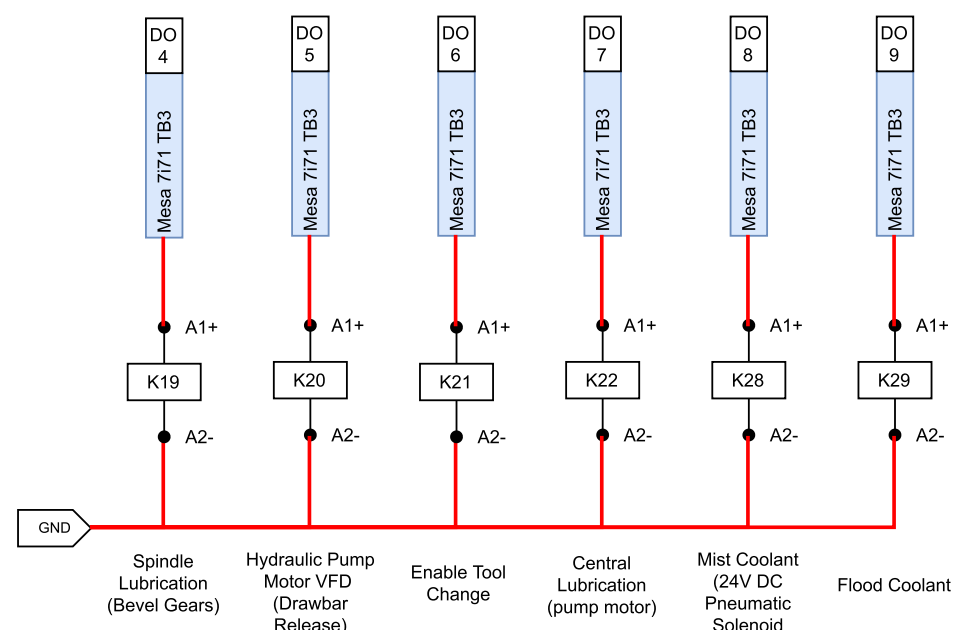 DO
4
DO
5
DO
6
DO
7
DO
8
DO
9
Mesa 7i71 TB3
Mesa 7i71 TB3
Mesa 7i71 TB3
Mesa 7i71 TB3
Mesa 7i71 TB3
Mesa 7i71 TB3
A1+
A1+
A1+
A1+
A1+
A1+
K19
K20
K21
K22
K28
K29
A2-
A2-
A2-
A2-
A2-
A2-
GND
Spindle
Lubrication
(Bevel Gears)
Hydraulic Pump
Motor VFD
(Drawbar
Release)
Enable Tool
Change
Central
Lubrication
(pump motor)
Mist Coolant
(24V DC
Pneumatic
Solenoid
Flood Coolant